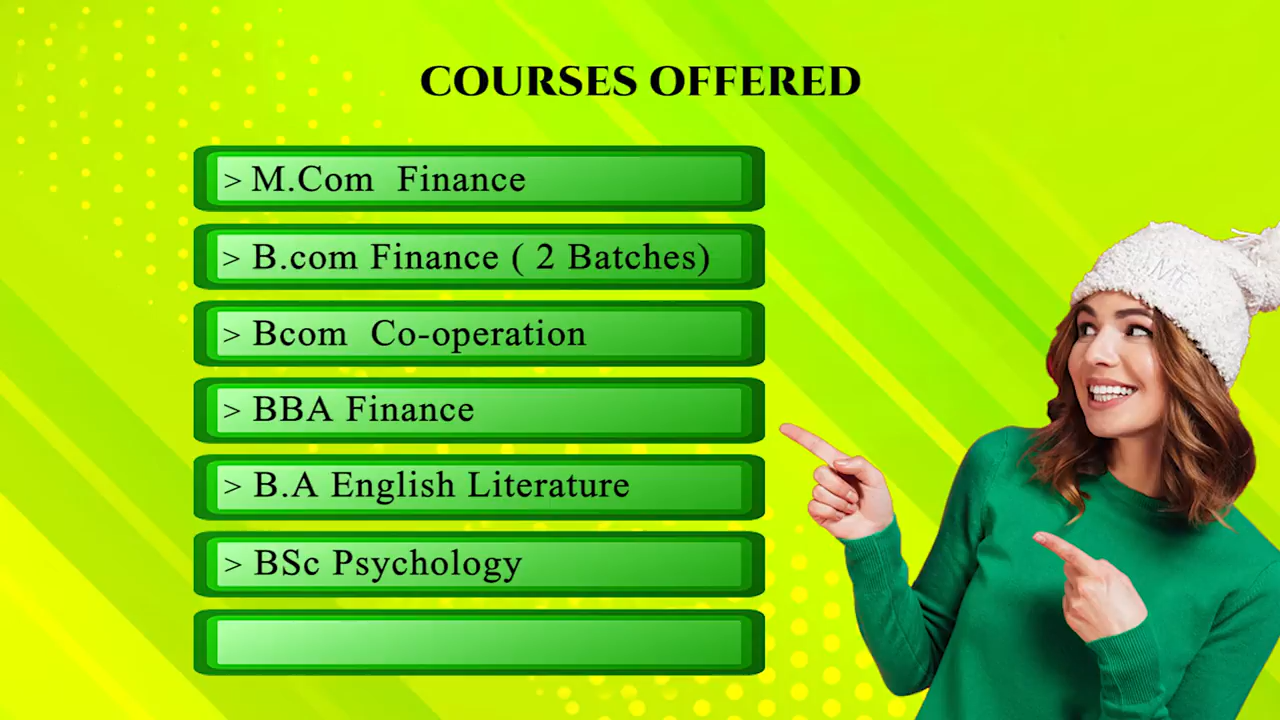 COURSES OFFERED
> M.Com Finance
> B.com Finance ( 2 Batches)
> Bcom Co-operation
> BBA Finance
> B.A English Literature
> BSc Psychology